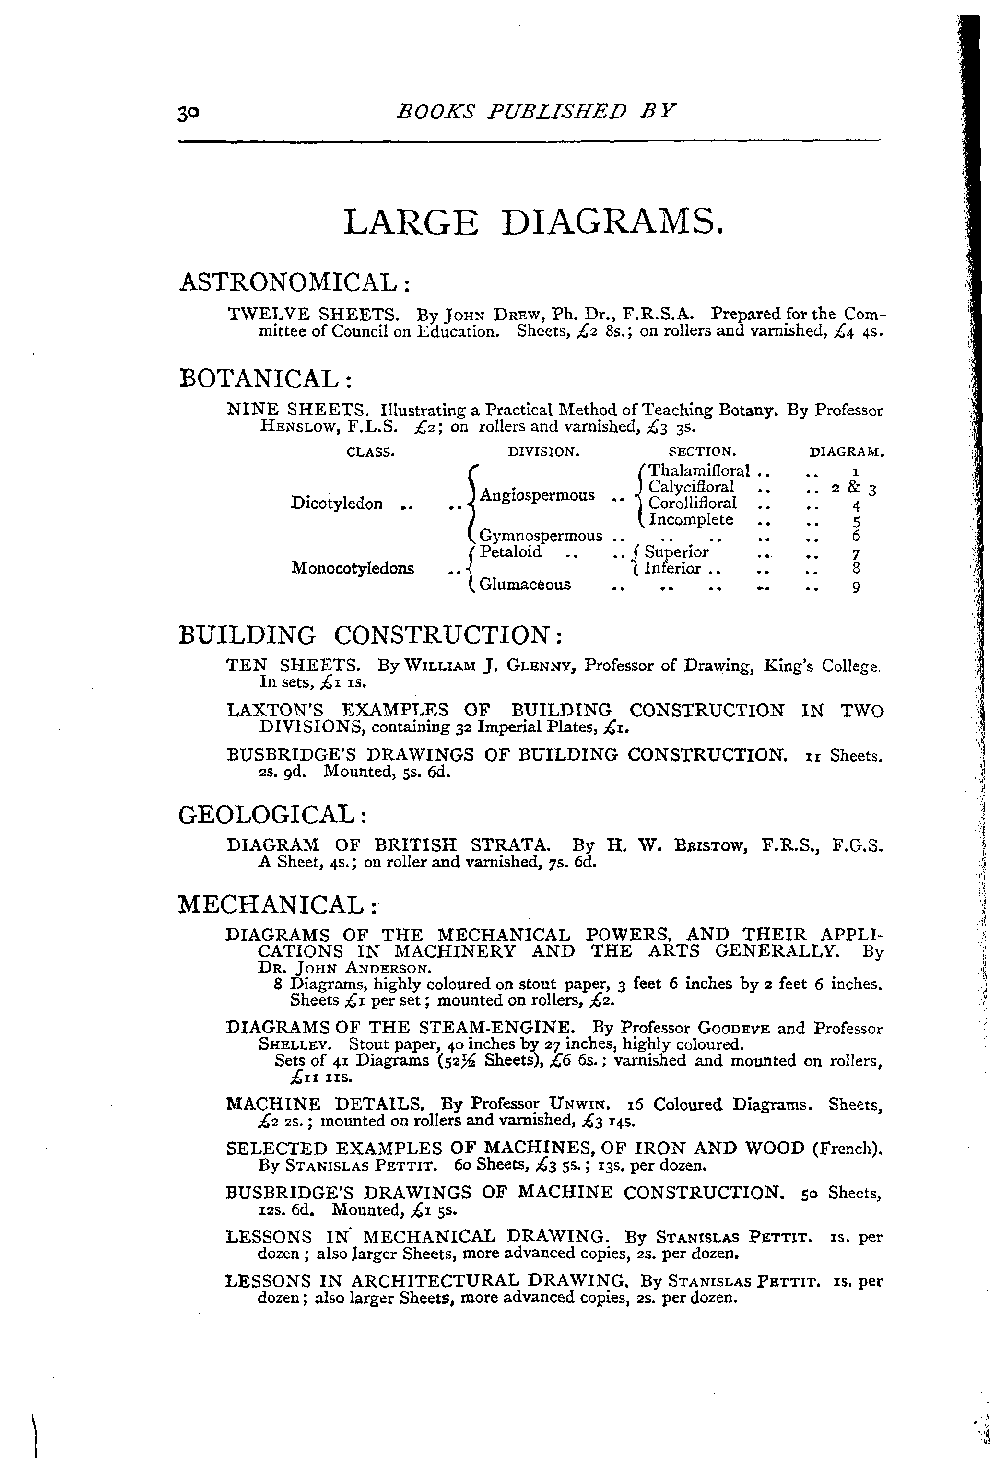 30 BOOKS PUBLISHED BY
LARGE DIAGRAMS.
ASTRONOMICAL:
TWELVE SHEETS. By JOHN DREW, Ph. Dr., F.R.S.A. Prepared for the Com-
mittee of Council on Education. Sheets, £2 8s.; on rollers and varnished, £4 4s.
BOTANICAL:
NINE SHEETS. Illustrating a Practical Method of Teaching Botany. By Professor
HENSLOW, F.L.S. £2; on rollers and varnished, £3 3s.
CLASS. DIVISION. SECTION. DIAGRAM.
Thalamifloral .. .. 1
Calycifloral .. .. 2 & 3
Dicotyledon .. .. Angiospermous .. Corollifloral .. .. 4
Incomplete .. .. 5
Gymnospermous .. .. .. .. .. 6
Petaloid .. .. Superior .. .. 7
Monocotyledons .. Inferior .. .. .. 8
Glumaceous .. .. .. .. .. 9
BUILDING CONSTRUCTION:
TEN SHEETS. By WILLIAM J. GLENNY, Professor of Drawing, King's College.
In sets, £1 1s.
LAXTON'S EXAMPLES OF BUILDING CONSTRUCTION IN TWO
DIVISIONS, containing 32 Imperial Plates, £1.
BUSBRIDGE'S DRAWINGS OF BUILDING CONSTRUCTION. 11 Sheets.
2s. 9d. Mounted, 5s. 6d.
GEOLOGICAL:
DIAGRAM OF BRITISH STRATA. By H. W. BRISTOW, F.R.S., F.G.S.
A Sheet, 4s.; on roller and varnished, 7s. 6d.
MECHANICAL:
DIAGRAMS OF THE MECHANICAL POWERS, AND THEIR APPLI-
CATIONS IN MACHINERY AND THE ARTS GENERALLY. By
DR. JOHN ANDERSON.
8 Diagrams, highly coloured on stout paper, 3 feet 6 inches by 2 feet 6 inches.
Sheets £1 per set; mounted on rollers, £2.
DIAGRAMS OF THE STEAM-ENGINE. By Professor GOODEVE and Professor
SHELLEY. Stout paper, 40 inches by 27 inches, highly coloured.
Sets of 41 Diagrams (52½ Sheets), £6 6s.; varnished and mounted on rollers,
£11 11s.
MACHINE DETAILS. By Professor UNWIN. 16 Coloured Diagrams. Sheets,
£2 2s.; mounted on rollers and varnished, £3 14s.
SELECTED EXAMPLES OF MACHINES, OF IRON AND WOOD (French).
By STANISLAS PETTIT. 60 Sheets, £3 5s.; 13s. per dozen.
BUSBRIDGE'S DRAWINGS OF MACHINE CONSTRUCTION. 50 Sheets,
12s. 6d. Mounted, £1 5s.
LESSONS IN MECHANICAL DRAWING. By STANISLAS PETTIT. 1s. per
dozen; also larger Sheets, more advanced copies, 2s. per dozen.
LESSONS IN ARCHITECTURAL DRAWING. By STANISLAS PETTIT. 1s. per
dozen; also larger Sheets, more advanced copies, 2s. per dozen.